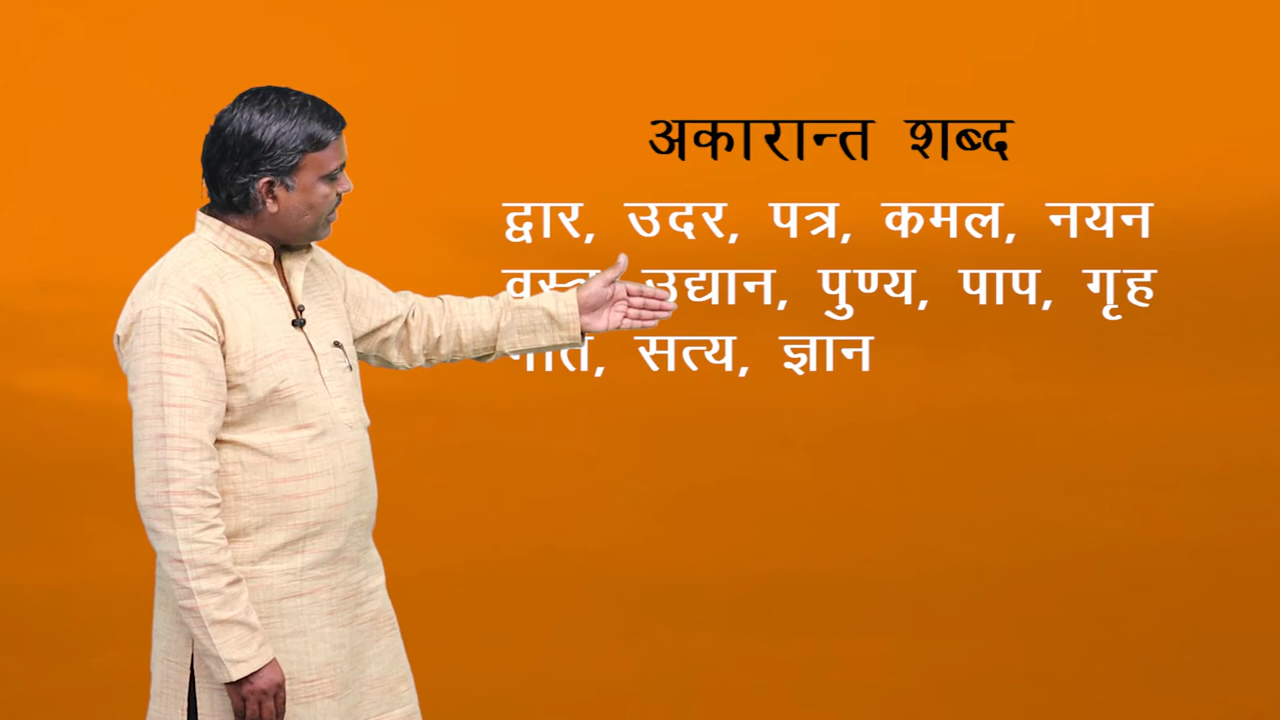 अकारान्त शब्द
द्वार, उदर, पत्र, कमल, नयन
उद्यान, पुण्य, पाप, गृह
सत्य, ज्ञान